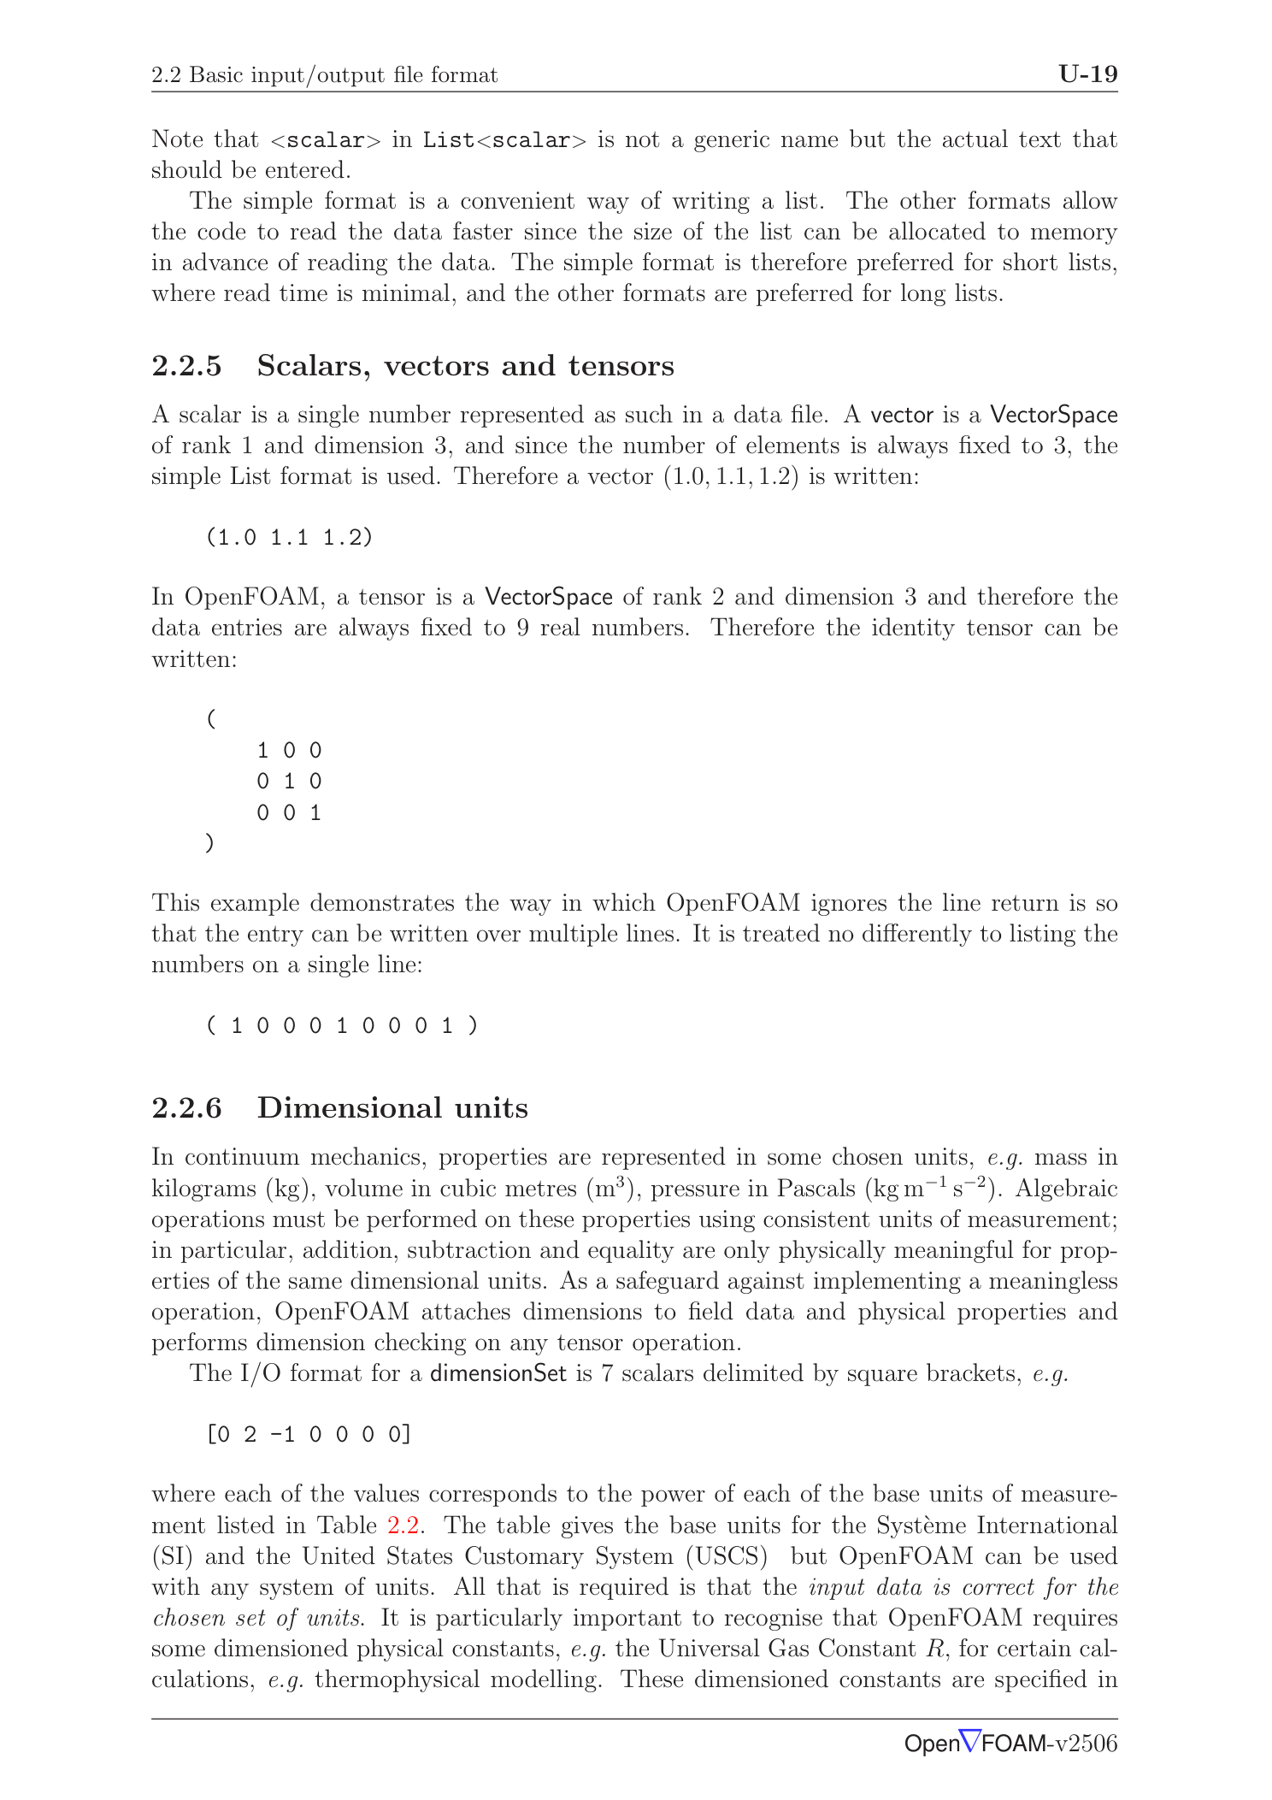 2.2 Basic input/output file format U-19
Note that <scalar> in List<scalar> is not a generic name but the actual text that
should be entered.
The simple format is a convenient way of writing a list. The other formats allow
the code to read the data faster since the size of the list can be allocated to memory
in advance of reading the data. The simple format is therefore preferred for short lists,
where read time is minimal, and the other formats are preferred for long lists.
2.2.5 Scalars, vectors and tensors
A scalar is a single number represented as such in a data file. A vector is a VectorSpace
of rank 1 and dimension 3, and since the number of elements is always fixed to 3, the
simple List format is used. Therefore a vector (1.0, 1.1, 1.2) is written:
(1.0 1.1 1.2)
In OpenFOAM, a tensor is a VectorSpace of rank 2 and dimension 3 and therefore the
data entries are always fixed to 9 real numbers. Therefore the identity tensor can be
written:
(
1 0 0
0 1 0
0 0 1
)
This example demonstrates the way in which OpenFOAM ignores the line return is so
that the entry can be written over multiple lines. It is treated no differently to listing the
numbers on a single line:
( 1 0 0 0 1 0 0 0 1 )
2.2.6 Dimensional units
In continuum mechanics, properties are represented in some chosen units, e.g. mass in
kilograms (kg), volume in cubic metres (m³), pressure in Pascals (kg m⁻¹ s⁻²). Algebraic
operations must be performed on these properties using consistent units of measurement;
in particular, addition, subtraction and equality are only physically meaningful for prop-
erties of the same dimensional units. As a safeguard against implementing a meaningless
operation, OpenFOAM attaches dimensions to field data and physical properties and
performs dimension checking on any tensor operation.
The I/O format for a dimensionSet is 7 scalars delimited by square brackets, e.g.
[0 2 -1 0 0 0 0]
where each of the values corresponds to the power of each of the base units of measure-
ment listed in Table 2.2. The table gives the base units for the Système International
(SI) and the United States Customary System (USCS) but OpenFOAM can be used
with any system of units. All that is required is that the input data is correct for the
chosen set of units. It is particularly important to recognise that OpenFOAM requires
some dimensioned physical constants, e.g. the Universal Gas Constant R, for certain cal-
culations, e.g. thermophysical modelling. These dimensioned constants are specified in
Open▽FOAM-v2506